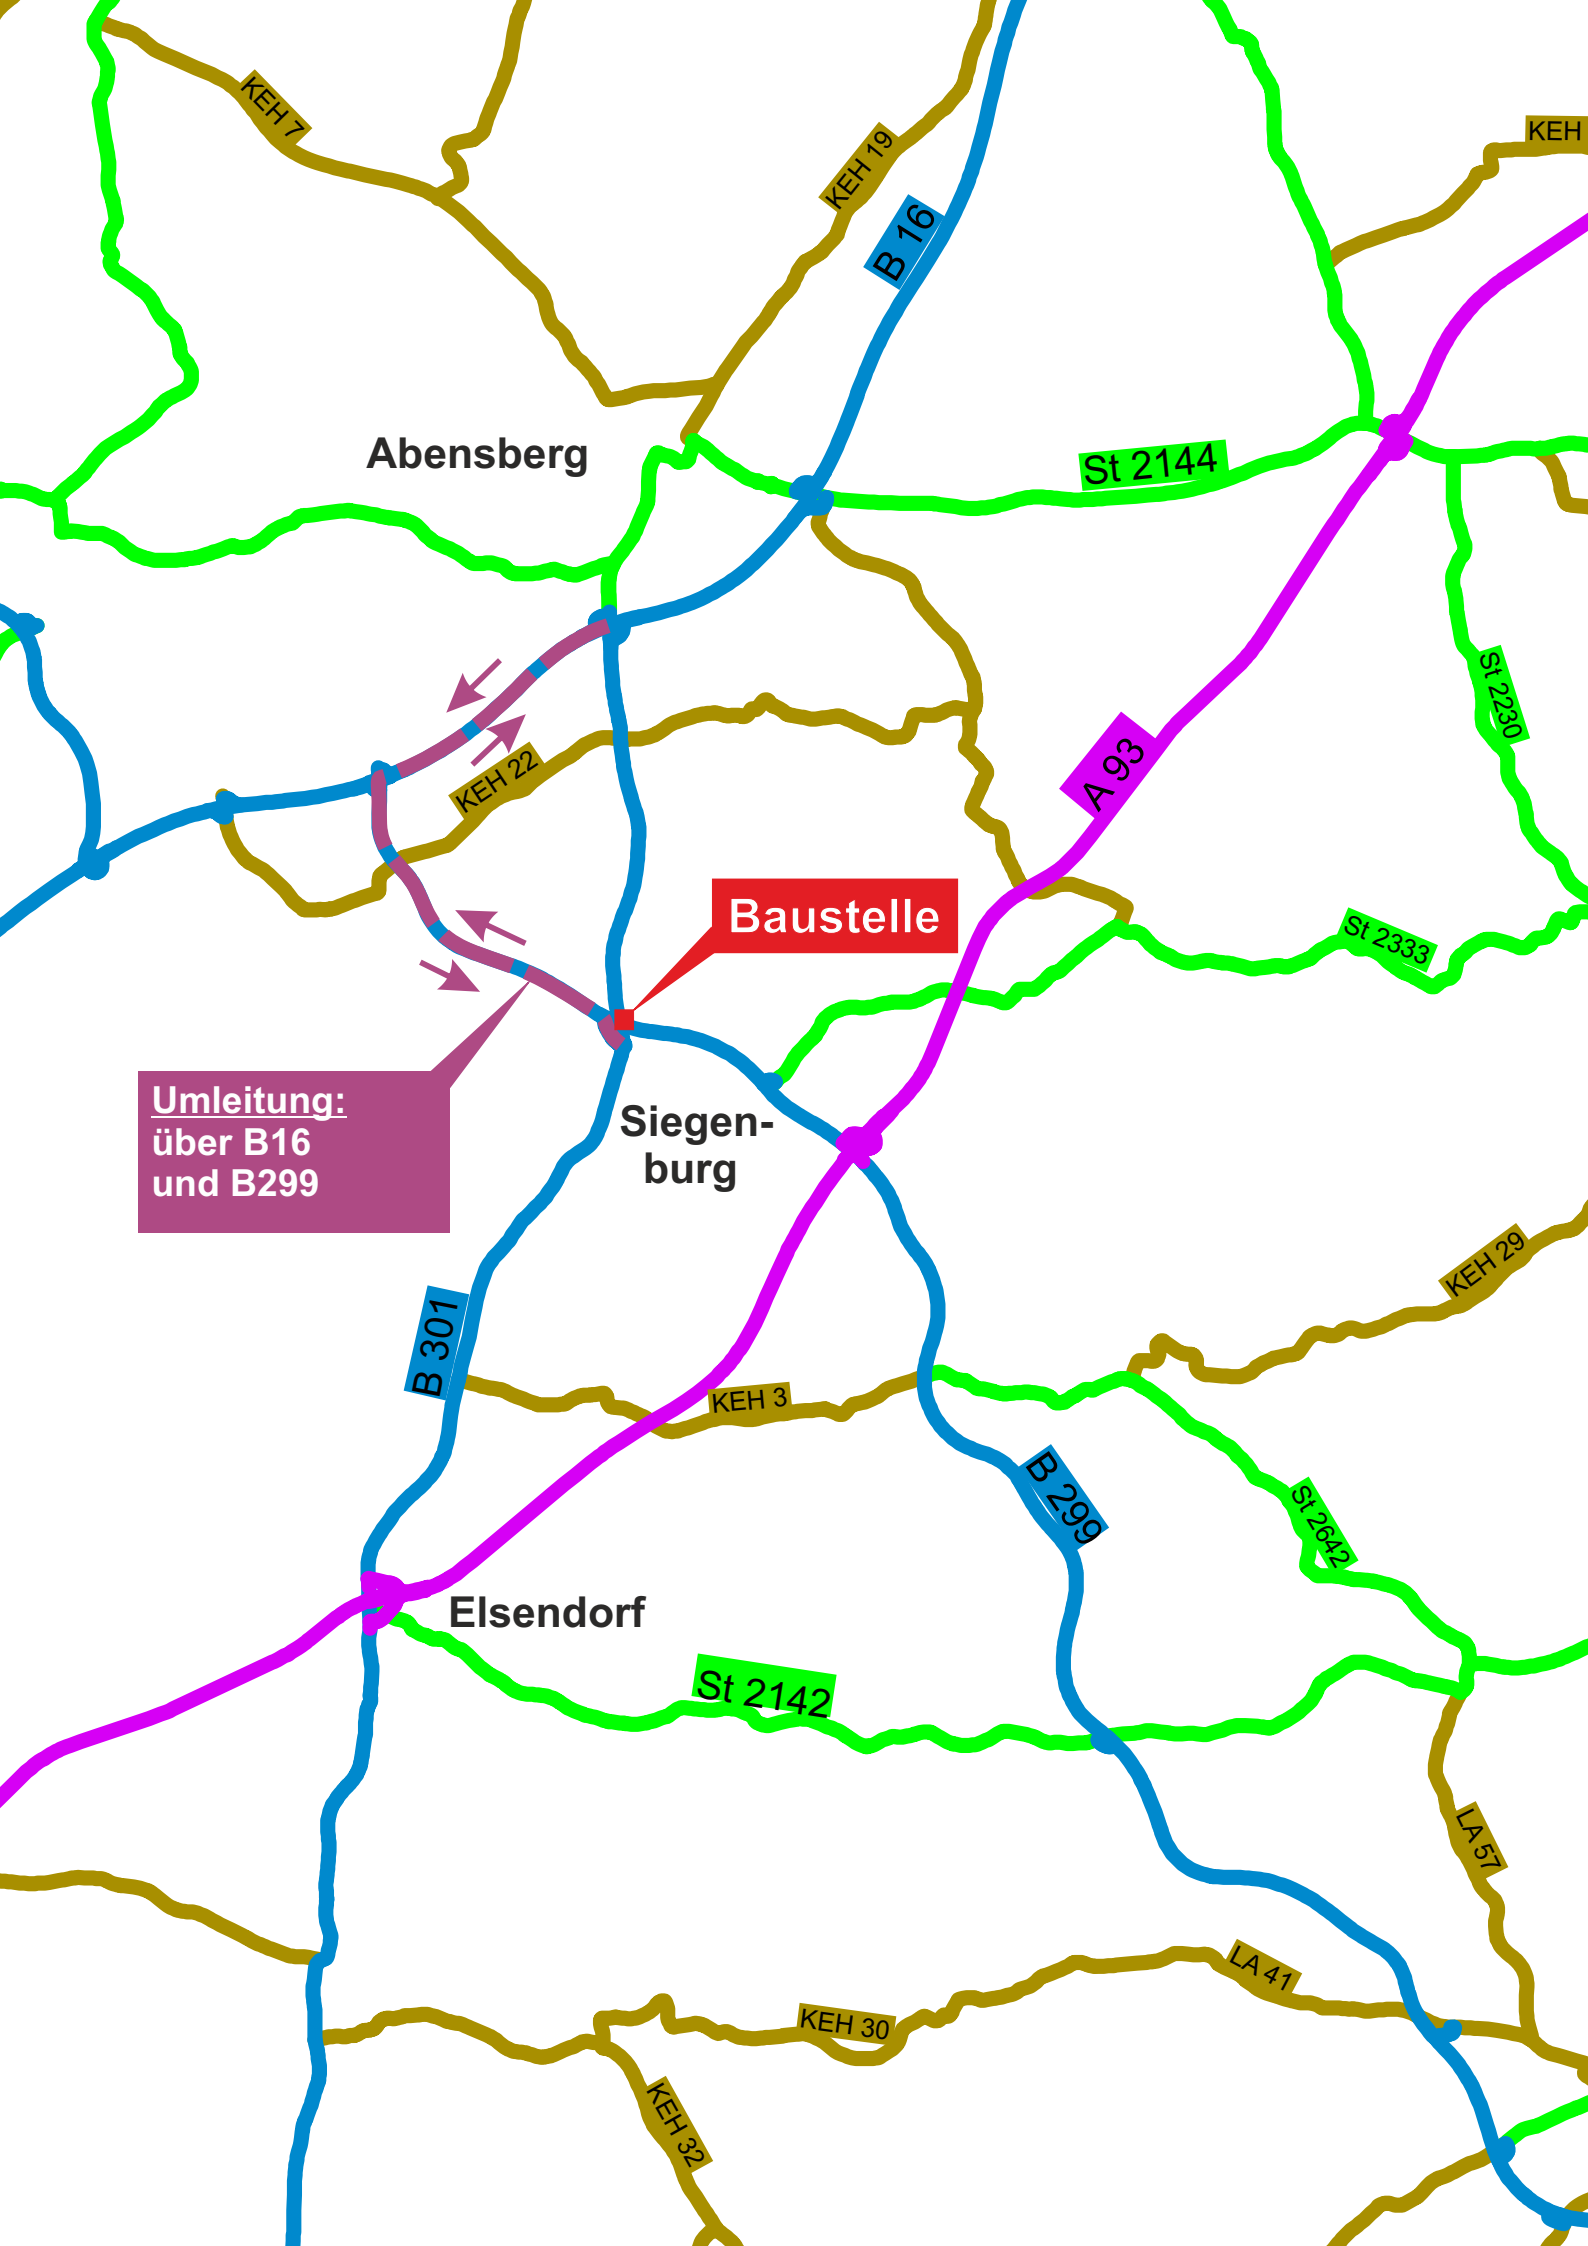 KEH 7
KEH 19
KEH
B 16
Abensberg
St 2144
St 2230
KEH 22
A 93
Baustelle
St 2333
Umleitung:
über B16
und B299
Siegen-
burg
KEH 29
B 301
KEH 3
B 299
St 2642
Elsendorf
St 2142
LA 57
LA 41
KEH 30
KEH 32